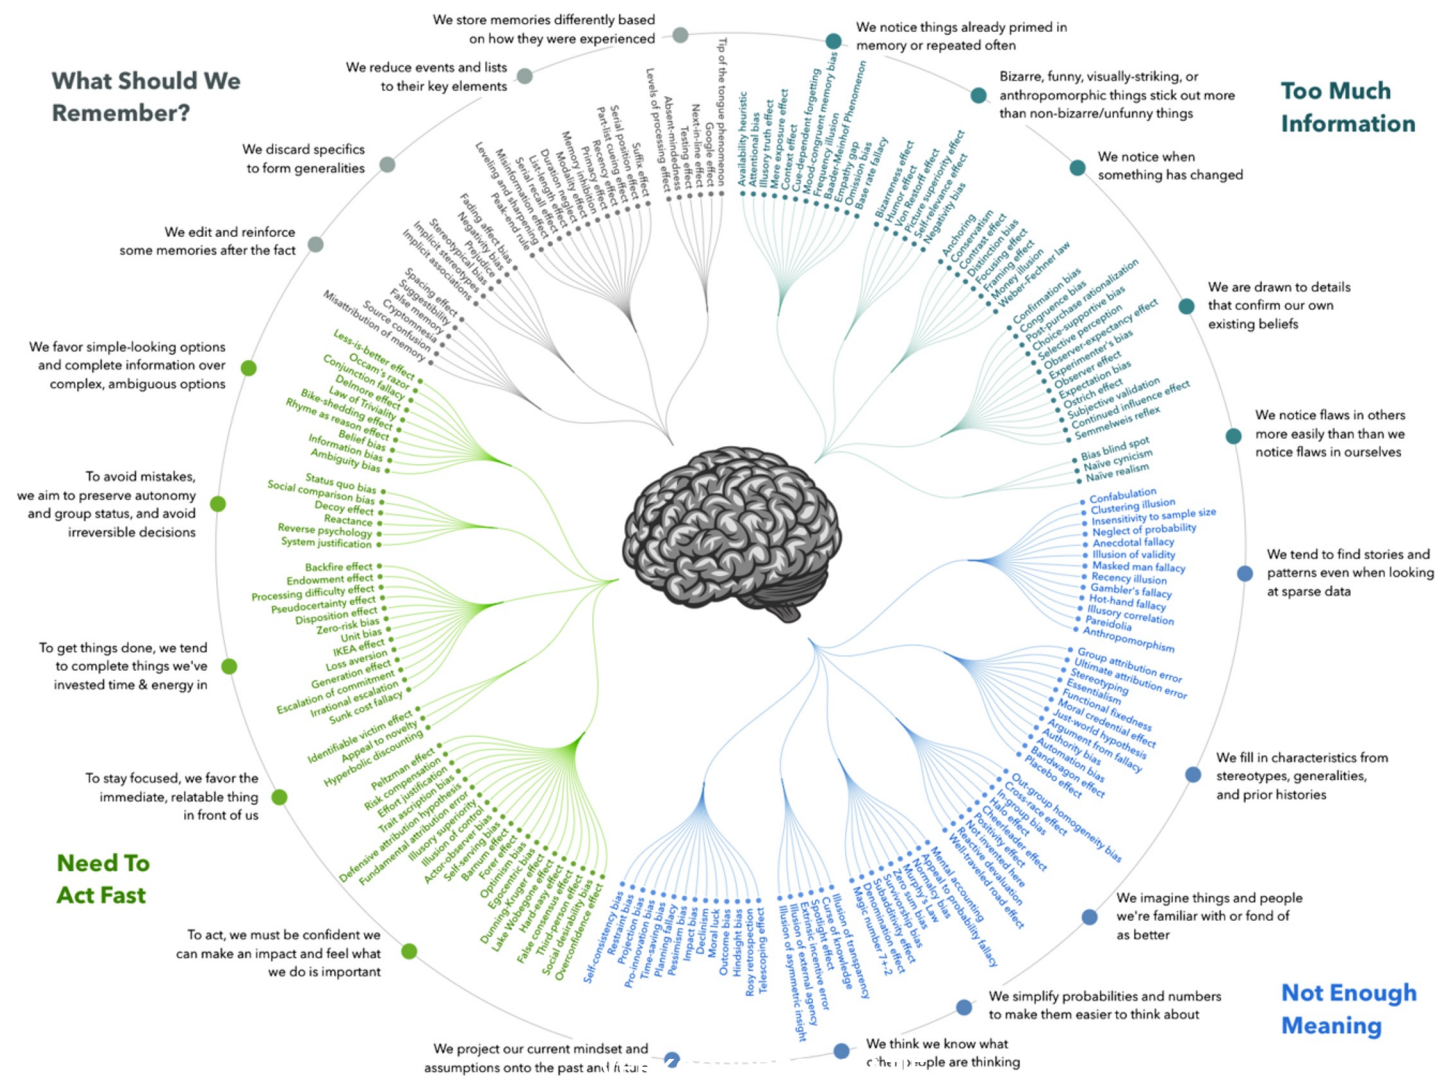 What Should We
Remember?
We store memories differently based
on how they were experienced
We reduce events and lists
to their key elements
We discard specifics
to form generalities
We edit and reinforce
some memories after the fact
Tip of the tongue phenomenon
Google effect
Next-in-line effect
Testing effect
Absent-mindedness
Levels of processing effect
Suffix effect
Serial position effect
Part-list cueing effect
Recency effect
Primacy effect
Memory inhibition
Modality effect
Duration neglect
List-length effect
Serial recall effect
Misinformation effect
Leveling and sharpening
Peak-end rule
Fading affect bias
Negativity bias
Prejudice
Stereotypical bias
Implicit stereotypes
Implicit associations
Spacing effect
Suggestibility
False memory
Cryptomnesia
Source confusion
Misattribution of memory
Too Much
Information
We notice things already primed in
memory or repeated often
Bizarre, funny, visually-striking, or
anthropomorphic things stick out more
than non-bizarre/unfunny things
We notice when
something has changed
We are drawn to details
that confirm our own
existing beliefs
We notice flaws in others
more easily than than we
notice flaws in ourselves
Availability heuristic
Attentional bias
Illusory truth effect
Mere exposure effect
Context effect
Cue-dependent forgetting
Mood-congruent memory bias
Frequency illusion
Baader-Meinhof Phenomenon
Empathy gap
Omission bias
Base rate fallacy
Bizarreness effect
Humor effect
Von Restorff effect
Picture superiority effect
Self-relevance effect
Negativity bias
Anchoring
Conservatism
Contrast effect
Distinction bias
Focusing effect
Framing effect
Money illusion
Weber-Fechner law
Confirmation bias
Congruence bias
Post-purchase rationalization
Choice-supportive bias
Selective perception
Observer-expectancy effect
Experimenter's bias
Observer effect
Expectation bias
Ostrich effect
Subjective validation
Continued influence effect
Semmelweis reflex
Bias blind spot
Naïve cynicism
Naïve realism
Not Enough
Meaning
We tend to find stories and
patterns even when looking
at sparse data
We fill in characteristics from
stereotypes, generalities,
and prior histories
We imagine things and people
we're familiar with or fond of
as better
We simplify probabilities and numbers
to make them easier to think about
We think we know what
people are thinking
We project our current mindset and
assumptions onto the past and future
Confabulation
Clustering illusion
Insensitivity to sample size
Neglect of probability
Anecdotal fallacy
Illusion of validity
Masked man fallacy
Recency illusion
Gambler's fallacy
Hot-hand fallacy
Illusory correlation
Pareidolia
Anthropomorphism
Group attribution error
Ultimate attribution error
Stereotyping
Essentialism
Functional fixedness
Moral credential effect
Just-world hypothesis
Argument from fallacy
Authority bias
Automation bias
Bandwagon effect
Placebo effect
Out-group homogeneity bias
Cross-race effect
In-group bias
Halo effect
Cheerleader effect
Positivity effect
Not invented here
Reactive devaluation
Well-traveled road effect
Mental accounting
Appeal to probability fallacy
Normalcy bias
Murphy's Law
Zero sum bias
Survivorship bias
Subadditivity effect
Denomination effect
Magic number 7+-2
Illusion of transparency
Curse of knowledge
Spotlight effect
Extrinsic incentive error
Illusion of external agency
Illusion of asymmetric insight
Telescoping effect
Rosy retrospection
Hindsight bias
Outcome bias
Moral luck
Declinism
Impact bias
Pessimism bias
Planning fallacy
Time-saving bias
Pro-innovation bias
Projection bias
Restraint bias
Self-consistency bias
Need To
Act Fast
We favor simple-looking options
and complete information over
complex, ambiguous options
To avoid mistakes,
we aim to preserve autonomy
and group status, and avoid
irreversible decisions
To get things done, we tend
to complete things we've
invested time & energy in
To stay focused, we favor the
immediate, relatable thing
in front of us
To act, we must be confident we
can make an impact and feel what
we do is important
Less-is-better effect
Occam's razor
Conjunction fallacy
Delmore effect
Law of Triviality
Bike-shedding effect
Rhyme as reason effect
Belief bias
Information bias
Ambiguity bias
Status quo bias
Social comparison bias
Decoy effect
Reactance
Reverse psychology
System justification
Backfire effect
Endowment effect
Processing difficulty effect
Pseudocertainty effect
Disposition effect
Zero-risk bias
Unit bias
IKEA effect
Loss aversion
Generation effect
Escalation of commitment
Irrational escalation
Sunk cost fallacy
Identifiable victim effect
Appeal to novelty
Hyperbolic discounting
Peltzman effect
Risk compensation
Effort justification
Trait ascription bias
Defensive attribution hypothesis
Fundamental attribution error
Illusory superiority
Illusion of control
Actor-observer bias
Self-serving bias
Barnum effect
Forer effect
Optimism bias
Egocentric bias
Dunning-Kruger effect
Lake Wobegone effect
Hard-easy effect
False consensus effect
Third-person effect
Social desirability bias
Overconfidence effect